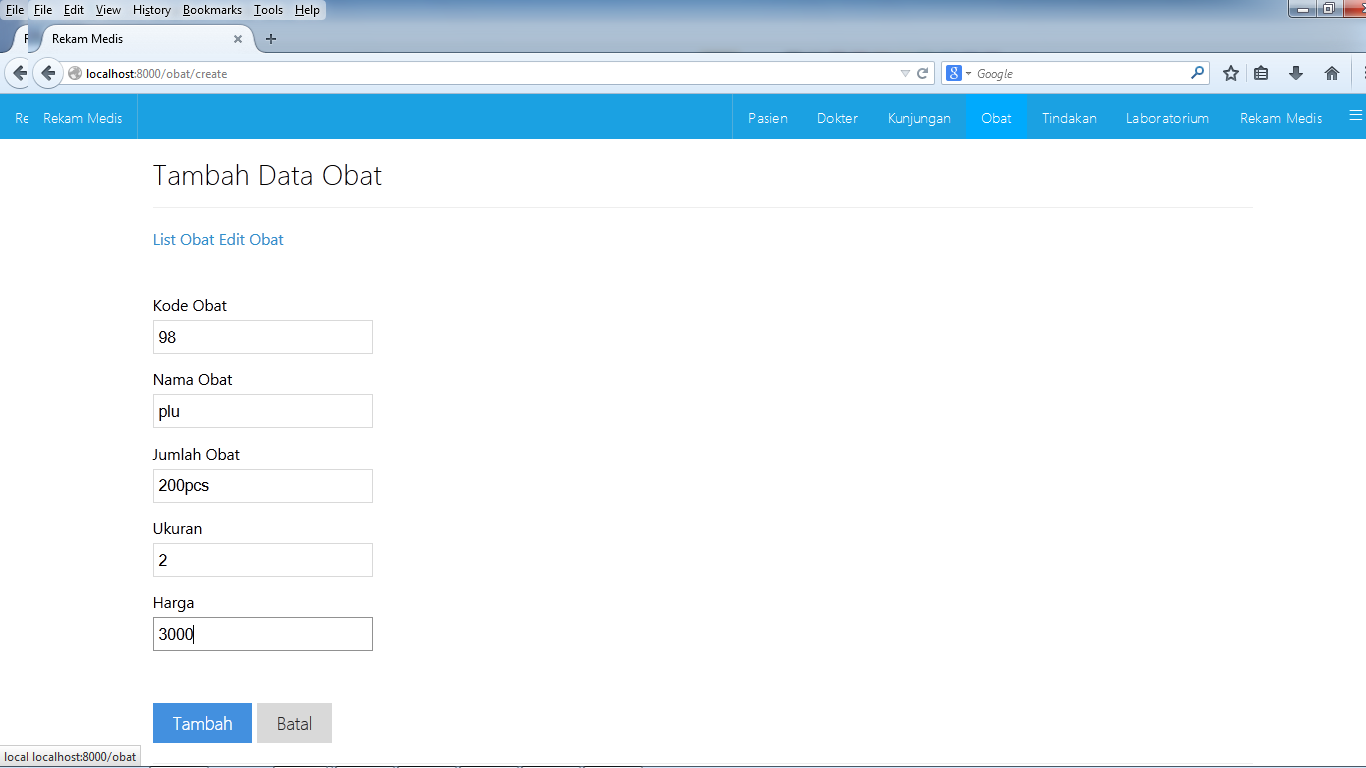 File File Edit View History Bookmarks Tools Help
Rekam Medis
localhost:8000/obat/create
Google
Re Rekam Medis Pasien Dokter Kunjungan Obat Tindakan Laboratorium Rekam Medis
Tambah Data Obat
List Obat Edit Obat
Kode Obat
98
Nama Obat
plu
Jumlah Obat
200pcs
Ukuran
2
Harga
3000
Tambah Batal
local localhost:8000/obat